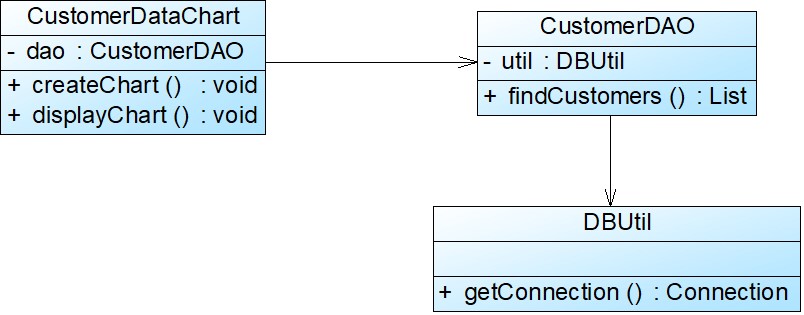 CustomerDataChart
- dao : CustomerDAO
+ createChart () : void
+ displayChart () : void
CustomerDAO
- util : DBUtil
+ findCustomers () : List
DBUtil
+ getConnection () : Connection